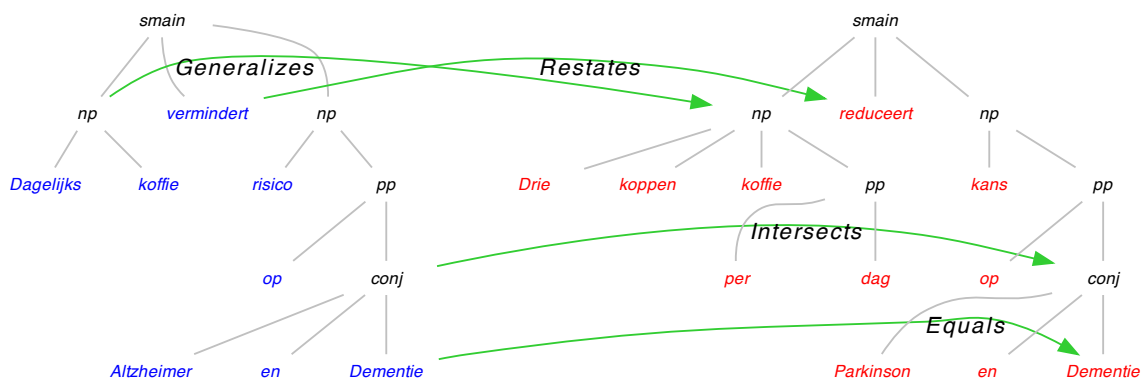 smain smain
Generalizes Restates
np vermindert np np reduceert np
Dagelijks koffie risico pp Drie koppen koffie pp kans pp
Intersects
op conj per dag op conj
Equals
Altzheimer en Dementie Parkinson en Dementie